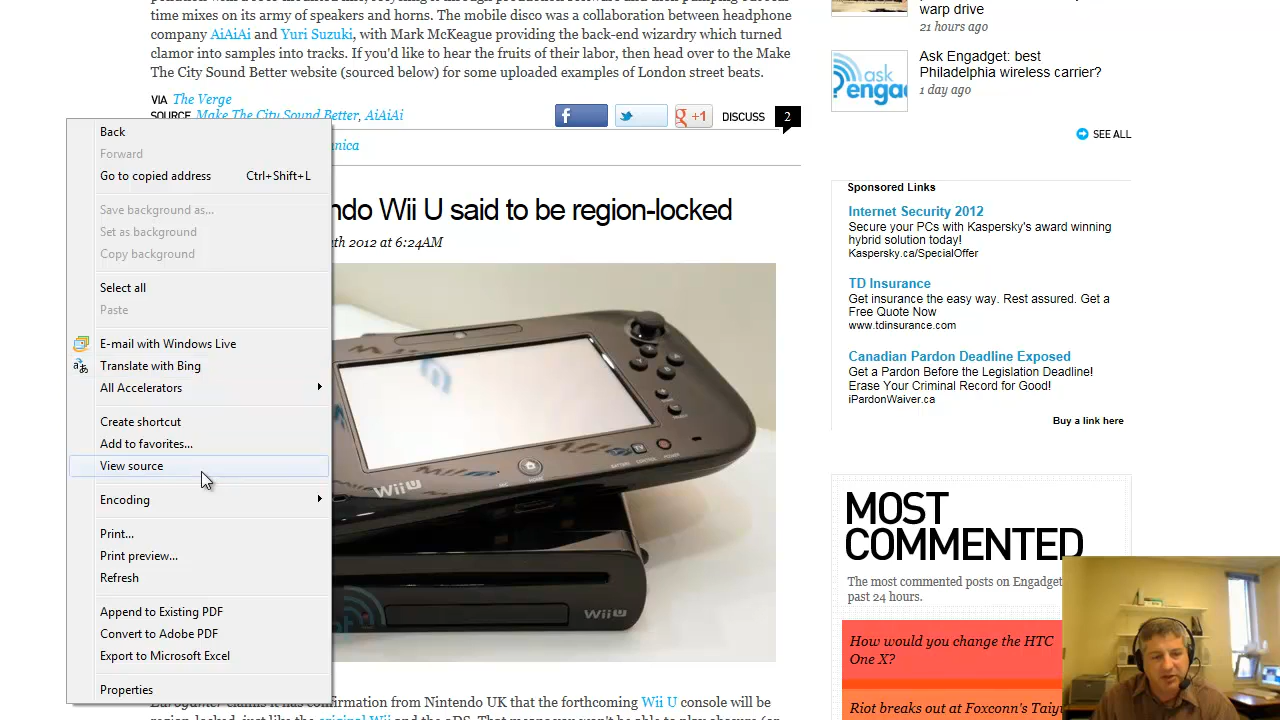 time mixes on its army of speakers and horns. The mobile disco was a collaboration between headphone
company AiAiAi and Yuri Suzuki, with Mark McKeague providing the back-end wizardry which turned
clamor into samples into tracks. If you'd like to hear the fruits of their labor, then head over to the Make
The City Sound Better website (sourced below) for some uploaded examples of London street beats.
VIA The Verge
SOURCE Make The City Sound Better, AiAiAi
f
g +1
DISCUSS 2
nnica
ndo Wii U said to be region-locked
th 2012 at 6:24AM
Back
Forward
Go to copied address Ctrl+Shift+L
Save background as...
Set as background
Copy background
Select all
Paste
E-mail with Windows Live
Translate with Bing
All Accelerators
Create shortcut
Add to favorites...
View source
Encoding
Print...
Print preview...
Refresh
Append to Existing PDF
Convert to Adobe PDF
Export to Microsoft Excel
Properties
Wii U
TV
HOME
POWER
Wii U
claims it has confirmation from Nintendo UK that the forthcoming Wii U console will be
warp drive
21 hours ago
Ask Engadget: best
Philadelphia wireless carrier?
1 day ago
ask
enga
SEE ALL
Sponsored Links
Internet Security 2012
Secure your PCs with Kaspersky's award winning
hybrid solution today!
Kaspersky.ca/SpecialOffer
TD Insurance
Get insurance the easy way. Rest assured. Get a
Free Quote Now
www.tdinsurance.com
Canadian Pardon Deadline Exposed
Get a Pardon Before the Legislation Deadline!
Erase Your Criminal Record for Good!
iPardonWaiver.ca
Buy a link here
MOST
COMMENTED
The most commented posts on Engadget
past 24 hours.
How would you change the HTC
One X?
Riot breaks out at Foxconn's Taiyu